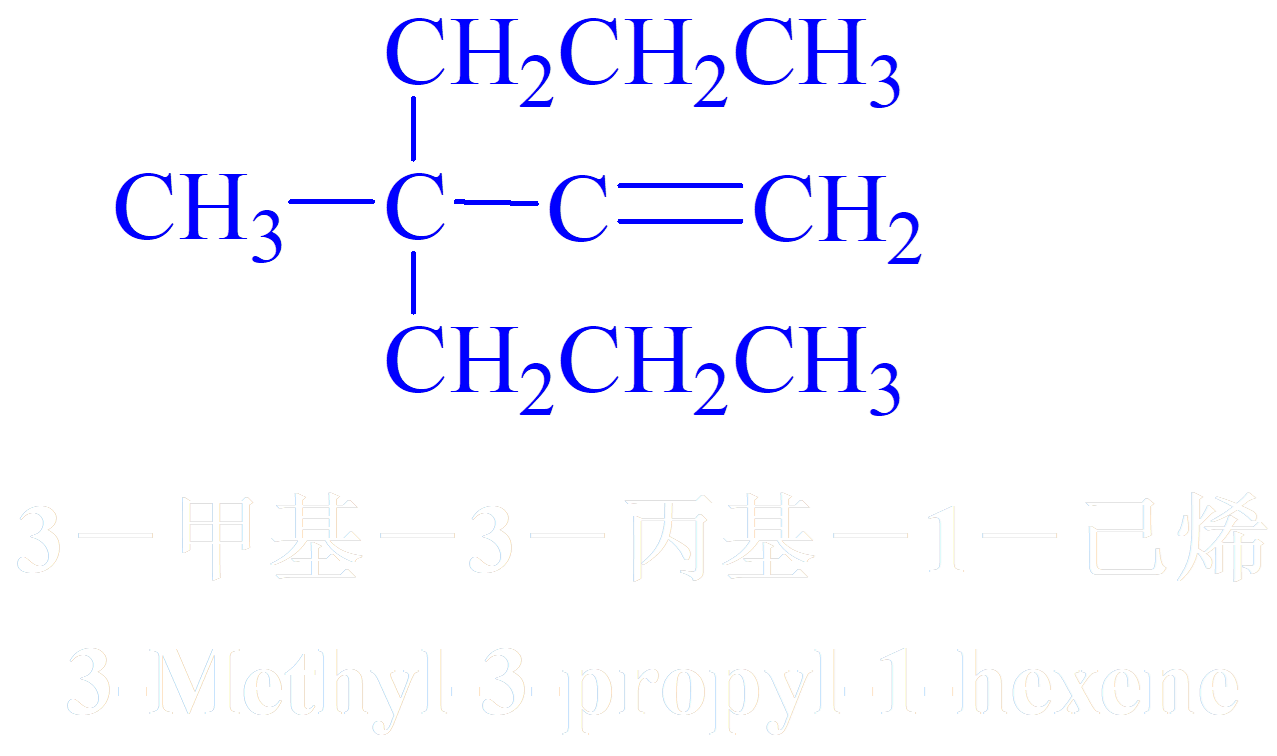 CH₂CH₂CH₃
CH₃—C—C=CH₂
CH₂CH₂CH₃
3－甲基－3－丙基－1－己烯
3-Methyl-3-propyl-1-hexene